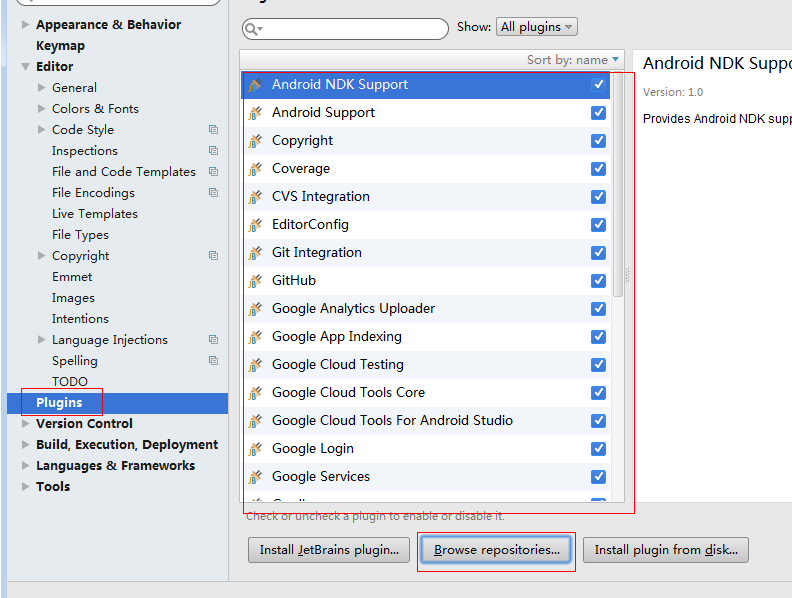 Appearance & Behavior
Keymap
Editor
General
Colors & Fonts
Code Style
Inspections
File and Code Templates
File Encodings
Live Templates
File Types
Copyright
Emmet
Images
Intentions
Language Injections
Spelling
TODO
Plugins
Version Control
Build, Execution, Deployment
Languages & Frameworks
Tools
Show: All plugins
Sort by: name
Android NDK Support
Android Support
Copyright
Coverage
CVS Integration
EditorConfig
Git Integration
GitHub
Google Analytics Uploader
Google App Indexing
Google Cloud Testing
Google Cloud Tools Core
Google Cloud Tools For Android Studio
Google Login
Google Services
Check or uncheck a plugin to enable or disable it.
Install JetBrains plugin...
Browse repositories...
Install plugin from disk...
Android NDK Suppo
Version: 1.0
Provides Android NDK supp